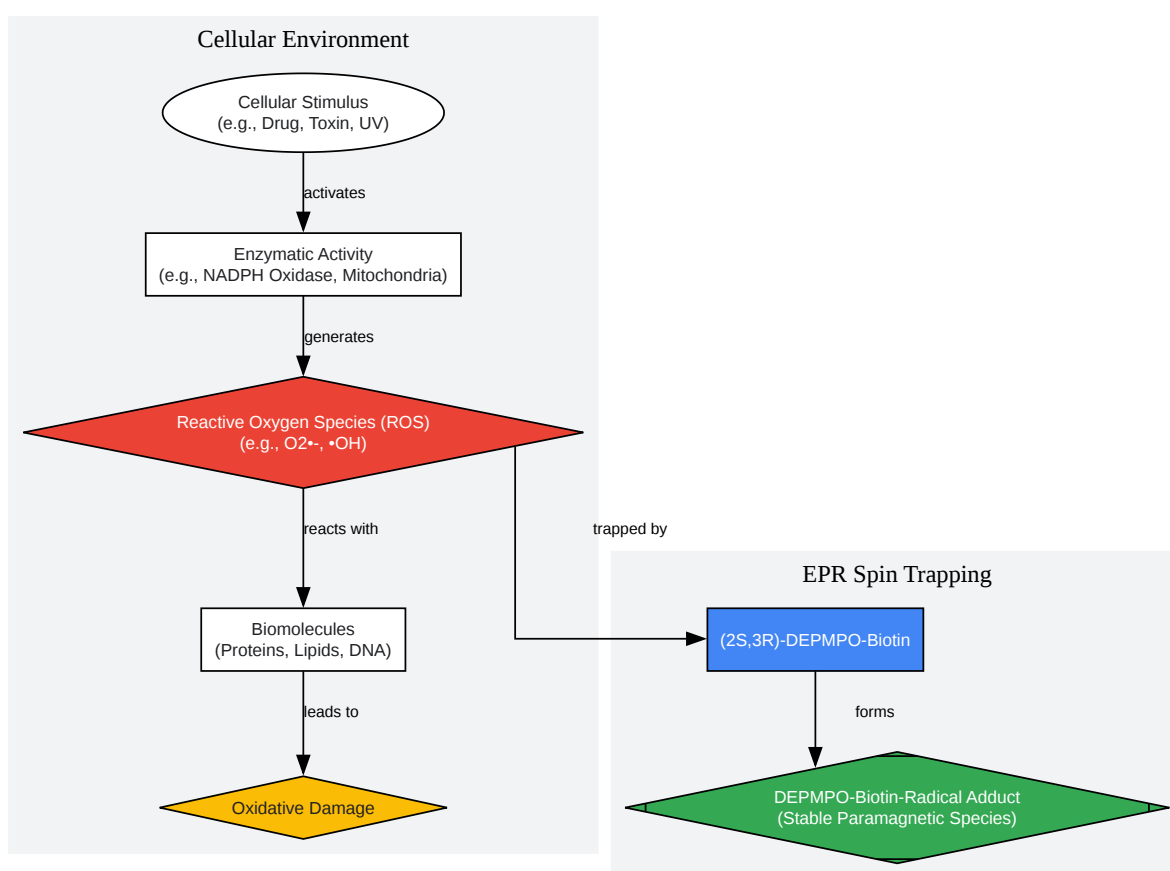 Cellular Environment
Cellular Stimulus
(e.g., Drug, Toxin, UV)
activates
Enzymatic Activity
(e.g., NADPH Oxidase, Mitochondria)
generates
Reactive Oxygen Species (ROS)
(e.g., O2•-, •OH)
reacts with
trapped by
Biomolecules
(Proteins, Lipids, DNA)
leads to
Oxidative Damage
EPR Spin Trapping
(2S,3R)-DEPMPO-Biotin
forms
DEPMPO-Biotin-Radical Adduct
(Stable Paramagnetic Species)